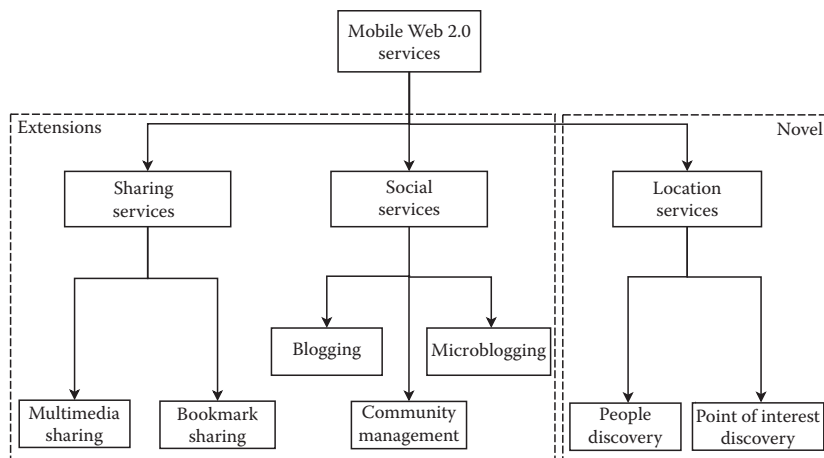 Mobile Web 2.0
services
Extensions
Novel
Sharing
services
Social
services
Location
services
Blogging
Microblogging
Multimedia
sharing
Bookmark
sharing
Community
management
People
discovery
Point of interest
discovery